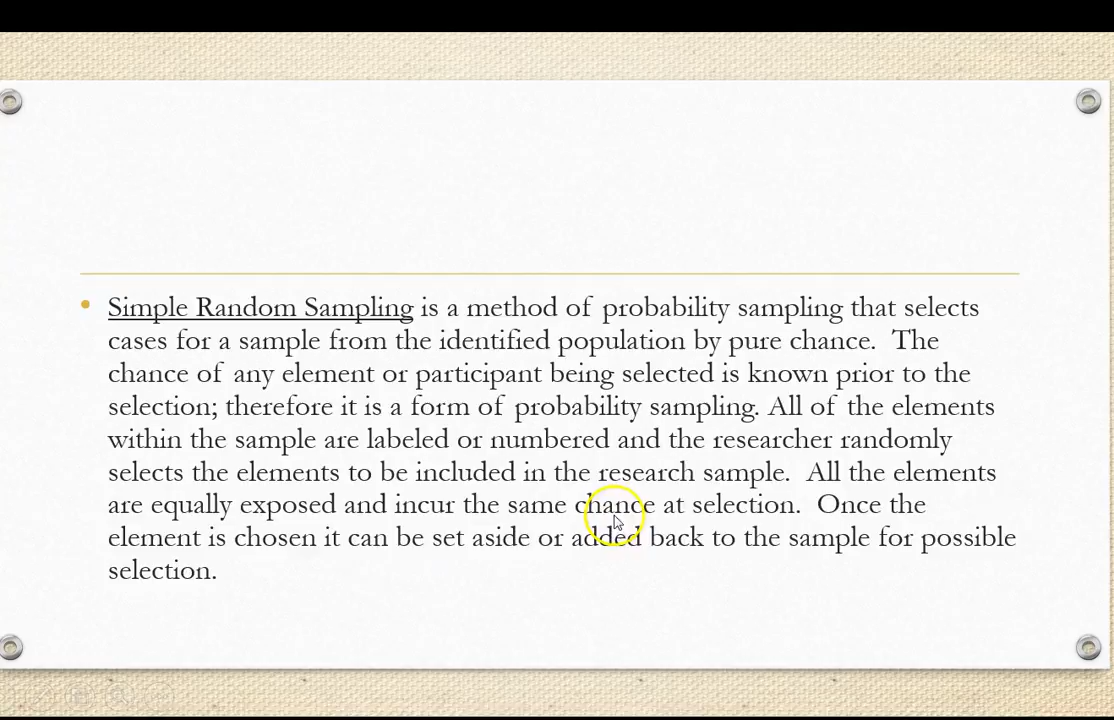 Simple Random Sampling is a method of probability sampling that selects
cases for a sample from the identified population by pure chance. The
chance of any element or participant being selected is known prior to the
selection; therefore it is a form of probability sampling. All of the elements
within the sample are labeled or numbered and the researcher randomly
selects the elements to be included in the research sample. All the elements
are equally exposed and incur the same chance at selection. Once the
element is chosen it can be set aside or added back to the sample for possible
selection.